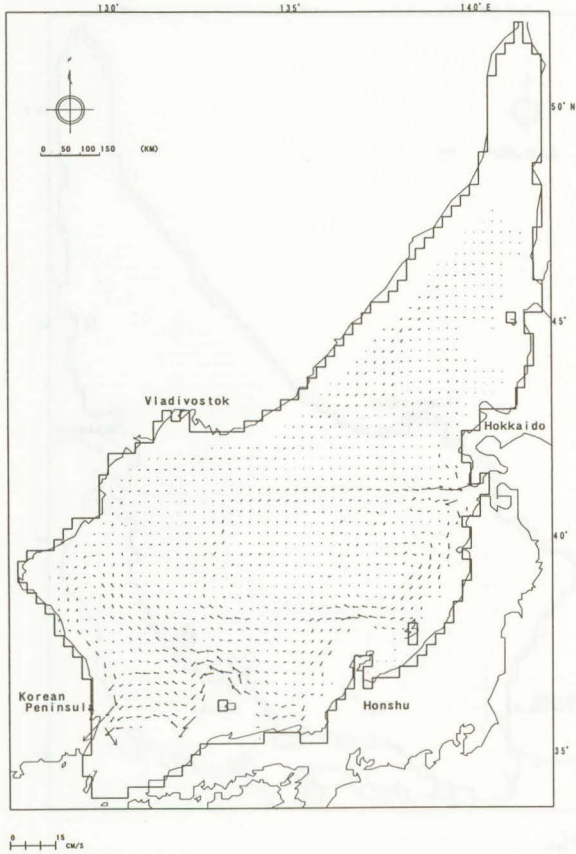 130° 135° 140°E
50°N
0 50 100 150 (KM)
45°
Vladivostok
Hokkaido
40°
Korean
Peninsula
Honshu
35°
0 15
CM/S